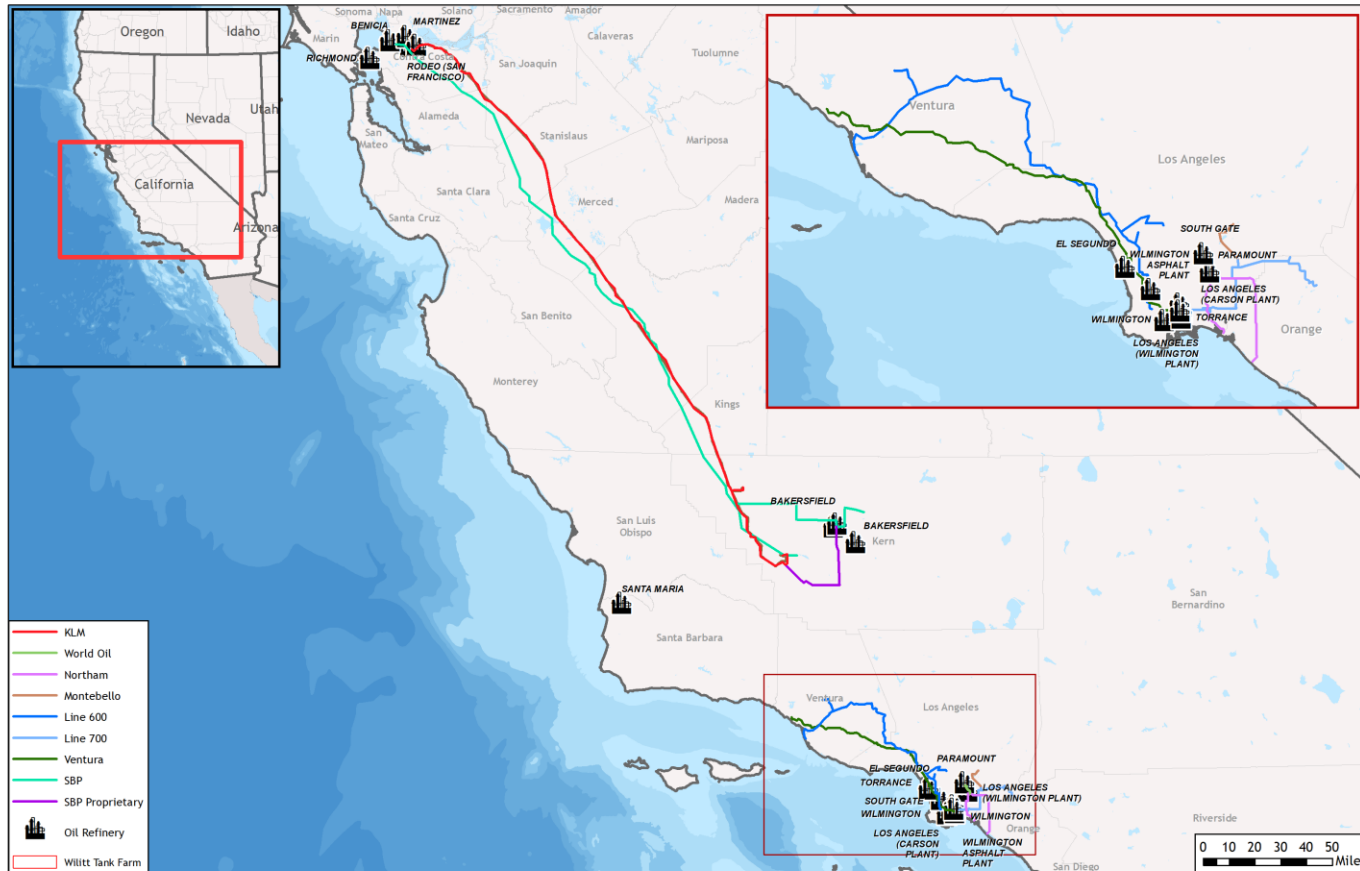 Oregon
Idaho
Nevada
Utah
California
Arizona
Sonoma
Napa
Solano
Sacramento
Amador
BENICIA
MARTINEZ
Marin
Calaveras
RICHMOND
Contra Costa
RODEO (SAN
FRANCISCO)
San Joaquin
Tuolumne
Alameda
San
Mateo
Stanislaus
Mariposa
Santa Clara
Merced
Madera
Santa Cruz
San Benito
Monterey
Kings
BAKERSFIELD
BAKERSFIELD
San Luis
Obispo
Kern
SANTA MARIA
San
Bernardino
Santa Barbara
Ventura
Los Angeles
PARAMOUNT
EL SEGUNDO
TORRANCE
LOS ANGELES
(WILMINGTON PLANT)
SOUTH GATE
WILMINGTON
WILMINGTON
Orange
LOS ANGELES
(CARSON
PLANT)
WILMINGTON
ASPHALT
PLANT
Riverside
San Diego
Ventura
Los Angeles
SOUTH GATE
EL SEGUNDO
WILMINGTON
ASPHALT
PLANT
PARAMOUNT
LOS ANGELES
(CARSON PLANT)
WILMINGTON
TORRANCE
Orange
LOS ANGELES
(WILMINGTON
PLANT)
KLM
World Oil
Northam
Montebello
Line 600
Line 700
Ventura
SBP
SBP Proprietary
Oil Refinery
Wilitt Tank Farm
0 10 20 30 40 50
Mile